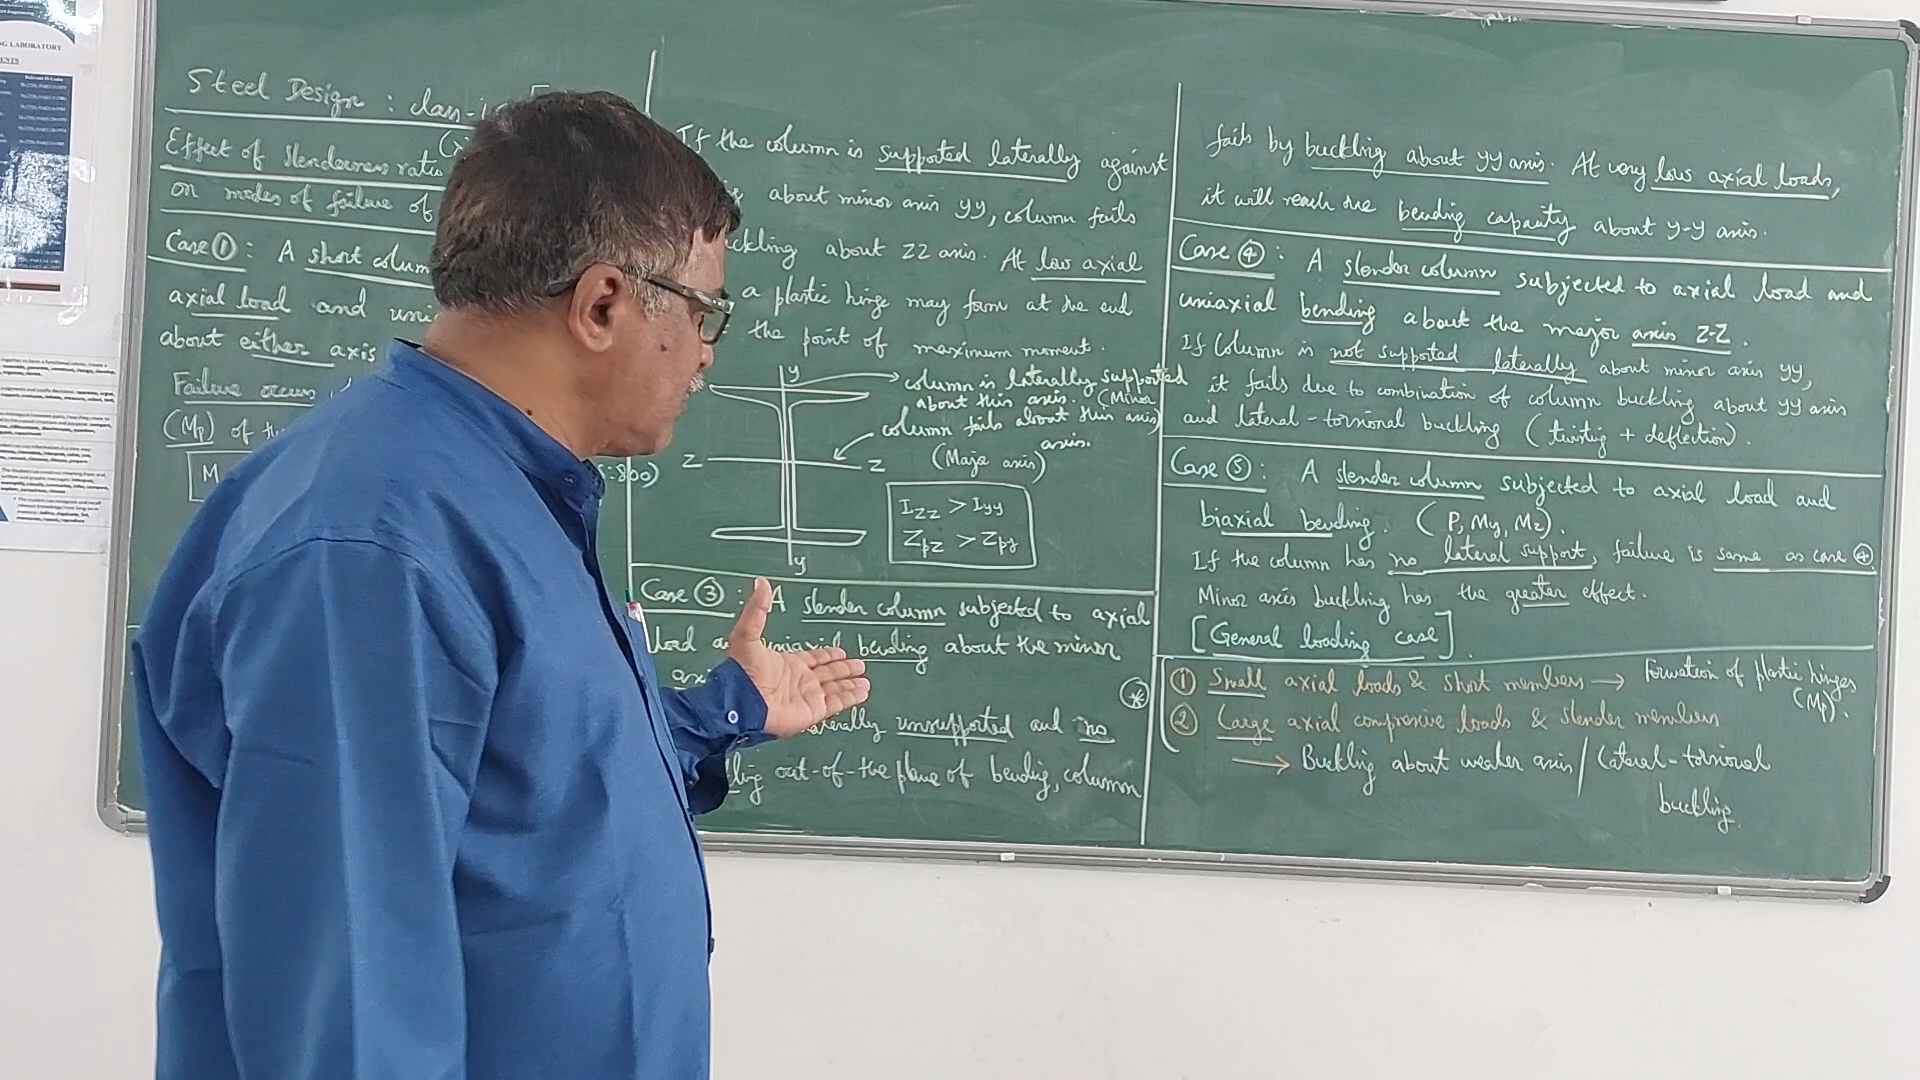 Steel Design : class-
Effect of slenderness ratio (λ
on modes of failure of
Case ① : A short colum
axial load and uni
about either axis
Failure occurs
(Mp) of the
M
:800)
If the column is supported laterally against
about minor axis yy, column fails
ckling about ZZ axis. At low axial
a plastic hinge may form at the end
the point of maximum moment.
y
column is laterally supported
about this axis. (Minor axis)
column fails about this axis.
(Major axis)
Z Z
y
IZZ > Iyy
Zpz > Zpy
Case ③ : A slender column subjected to axial
load a uniaxial bending about the minor
axi
laterally unsupported and no
ling out-of-the plane of bending, column
fails by buckling about yy axis. At very low axial loads,
it will reach the bending capacity about y-y axis.
Case ④ : A slender column subjected to axial load and
uniaxial bending about the major axis Z-Z.
If Column is not supported laterally about minor axis yy,
it fails due to combination of column buckling about yy axis
and lateral-torsional buckling (twisting + deflection).
Case ⑤ : A slender column subjected to axial load and
biaxial bending. (P, My, Mz).
If the column has no lateral support, failure is same as case ④.
Minor axis buckling has the greater effect.
[General loading case].
* ① Small axial loads & short members → Formation of plastic hinges
(Mp).
② Large axial compressive loads & slender members
→ Buckling about weaker axis / Lateral-torsional
buckling.
LABORATORY